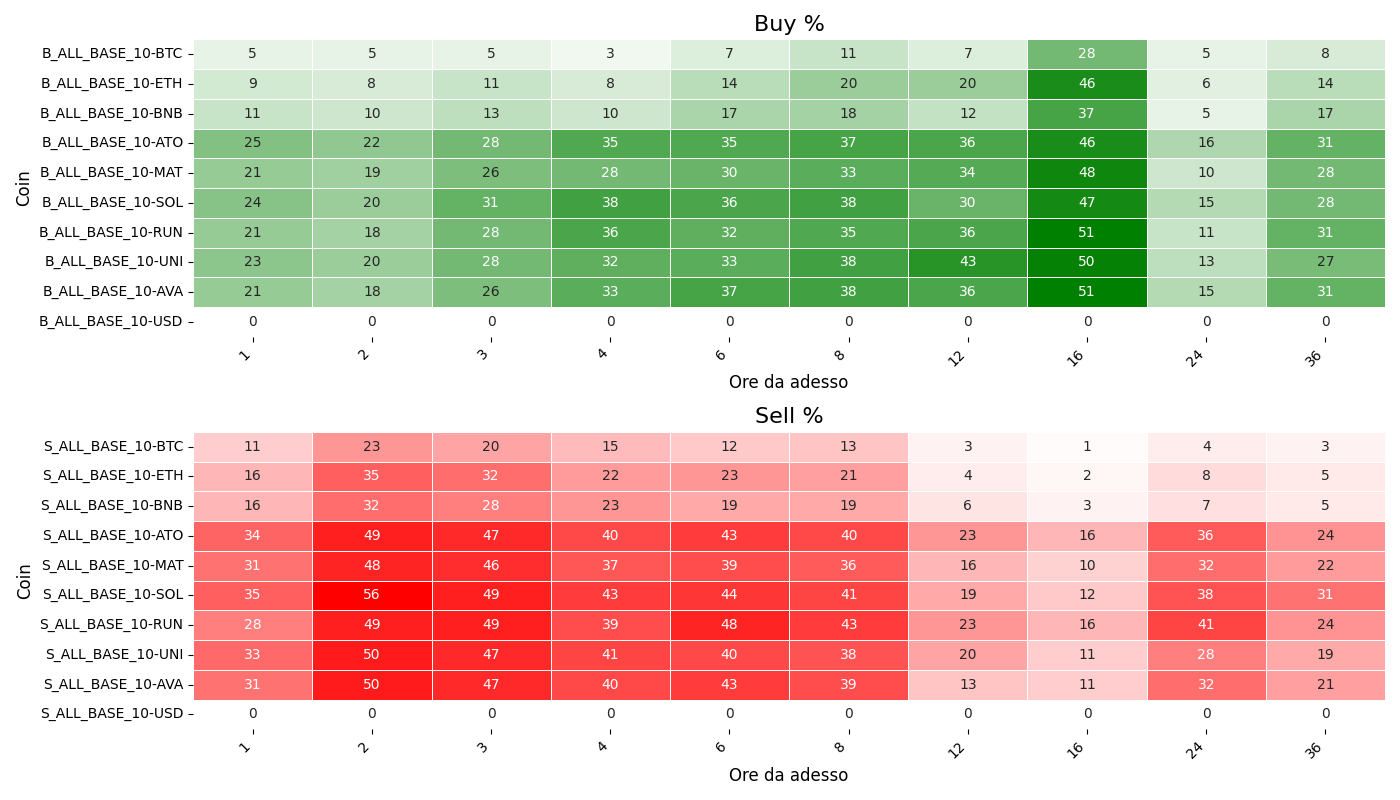 Buy %
Coin
B_ALL_BASE_10-BTC 5 5 5 3 7 11 7 28 5 8
B_ALL_BASE_10-ETH 9 8 11 8 14 20 20 46 6 14
B_ALL_BASE_10-BNB 11 10 13 10 17 18 12 37 5 17
B_ALL_BASE_10-ATO 25 22 28 35 35 37 36 46 16 31
B_ALL_BASE_10-MAT 21 19 26 28 30 33 34 48 10 28
B_ALL_BASE_10-SOL 24 20 31 38 36 38 30 47 15 28
B_ALL_BASE_10-RUN 21 18 28 36 32 35 36 51 11 31
B_ALL_BASE_10-UNI 23 20 28 32 33 38 43 50 13 27
B_ALL_BASE_10-AVA 21 18 26 33 37 38 36 51 15 31
B_ALL_BASE_10-USD 0 0 0 0 0 0 0 0 0 0
1 2 3 4 6 8 12 16 24 36
Ore da adesso
Sell %
Coin
S_ALL_BASE_10-BTC 11 23 20 15 12 13 3 1 4 3
S_ALL_BASE_10-ETH 16 35 32 22 23 21 4 2 8 5
S_ALL_BASE_10-BNB 16 32 28 23 19 19 6 3 7 5
S_ALL_BASE_10-ATO 34 49 47 40 43 40 23 16 36 24
S_ALL_BASE_10-MAT 31 48 46 37 39 36 16 10 32 22
S_ALL_BASE_10-SOL 35 56 49 43 44 41 19 12 38 31
S_ALL_BASE_10-RUN 28 49 49 39 48 43 23 16 41 24
S_ALL_BASE_10-UNI 33 50 47 41 40 38 20 11 28 19
S_ALL_BASE_10-AVA 31 50 47 40 43 39 13 11 32 21
S_ALL_BASE_10-USD 0 0 0 0 0 0 0 0 0 0
1 2 3 4 6 8 12 16 24 36
Ore da adesso